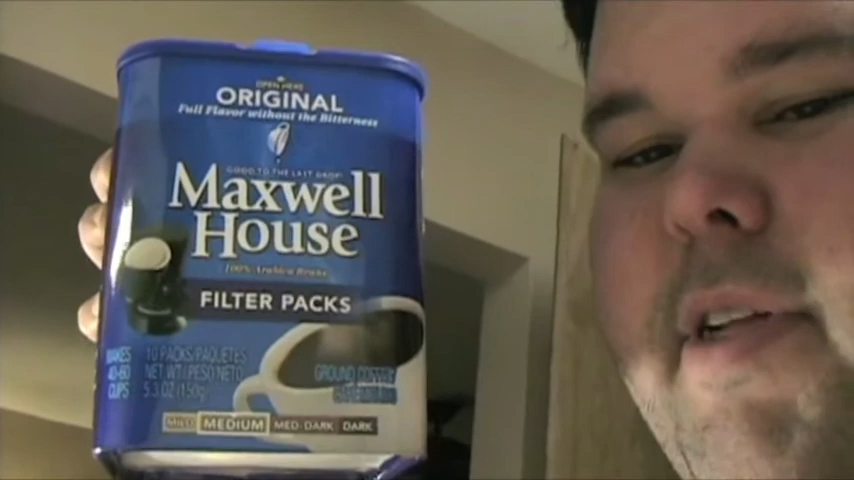 OPEN HERE
ORIGINAL
Full Flavor without the Bitterness
GOOD TO THE LAST DROP
Maxwell
House
100% Arabica Beans
FILTER PACKS
MAKES
40-60
CUPS
10 PACKS/PAQUETES
NET WT/PESO NETO
5.3 OZ (150g)
GROUND COFFEE
MILD MEDIUM MED-DARK DARK